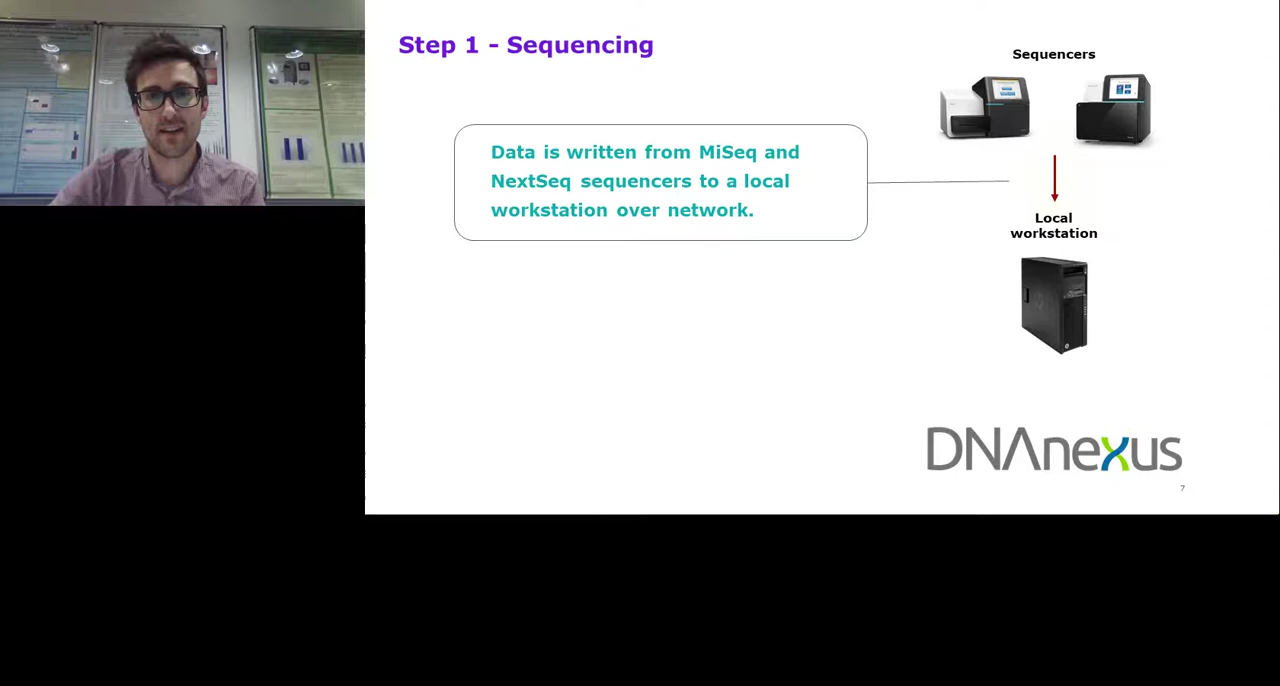 Step 1 - Sequencing
Sequencers
Data is written from MiSeq and
NextSeq sequencers to a local
workstation over network.
Local
workstation
DNAnexus
7